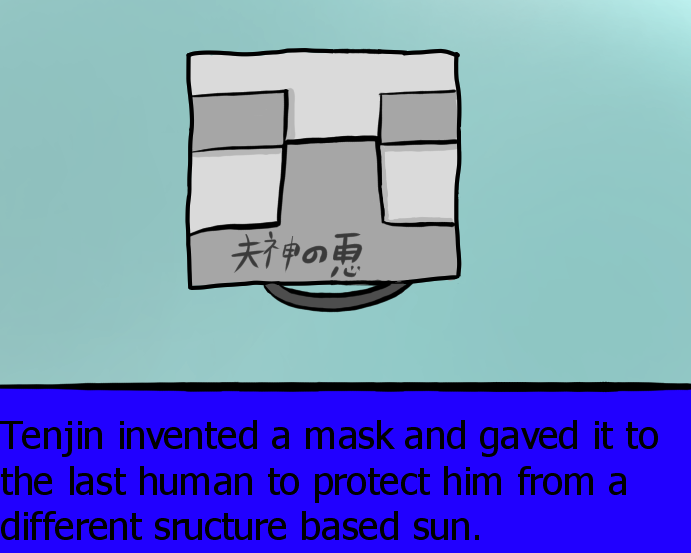 夫神の恵
Tenjin invented a mask and gaved it to
the last human to protect him from a
different sructure based sun.